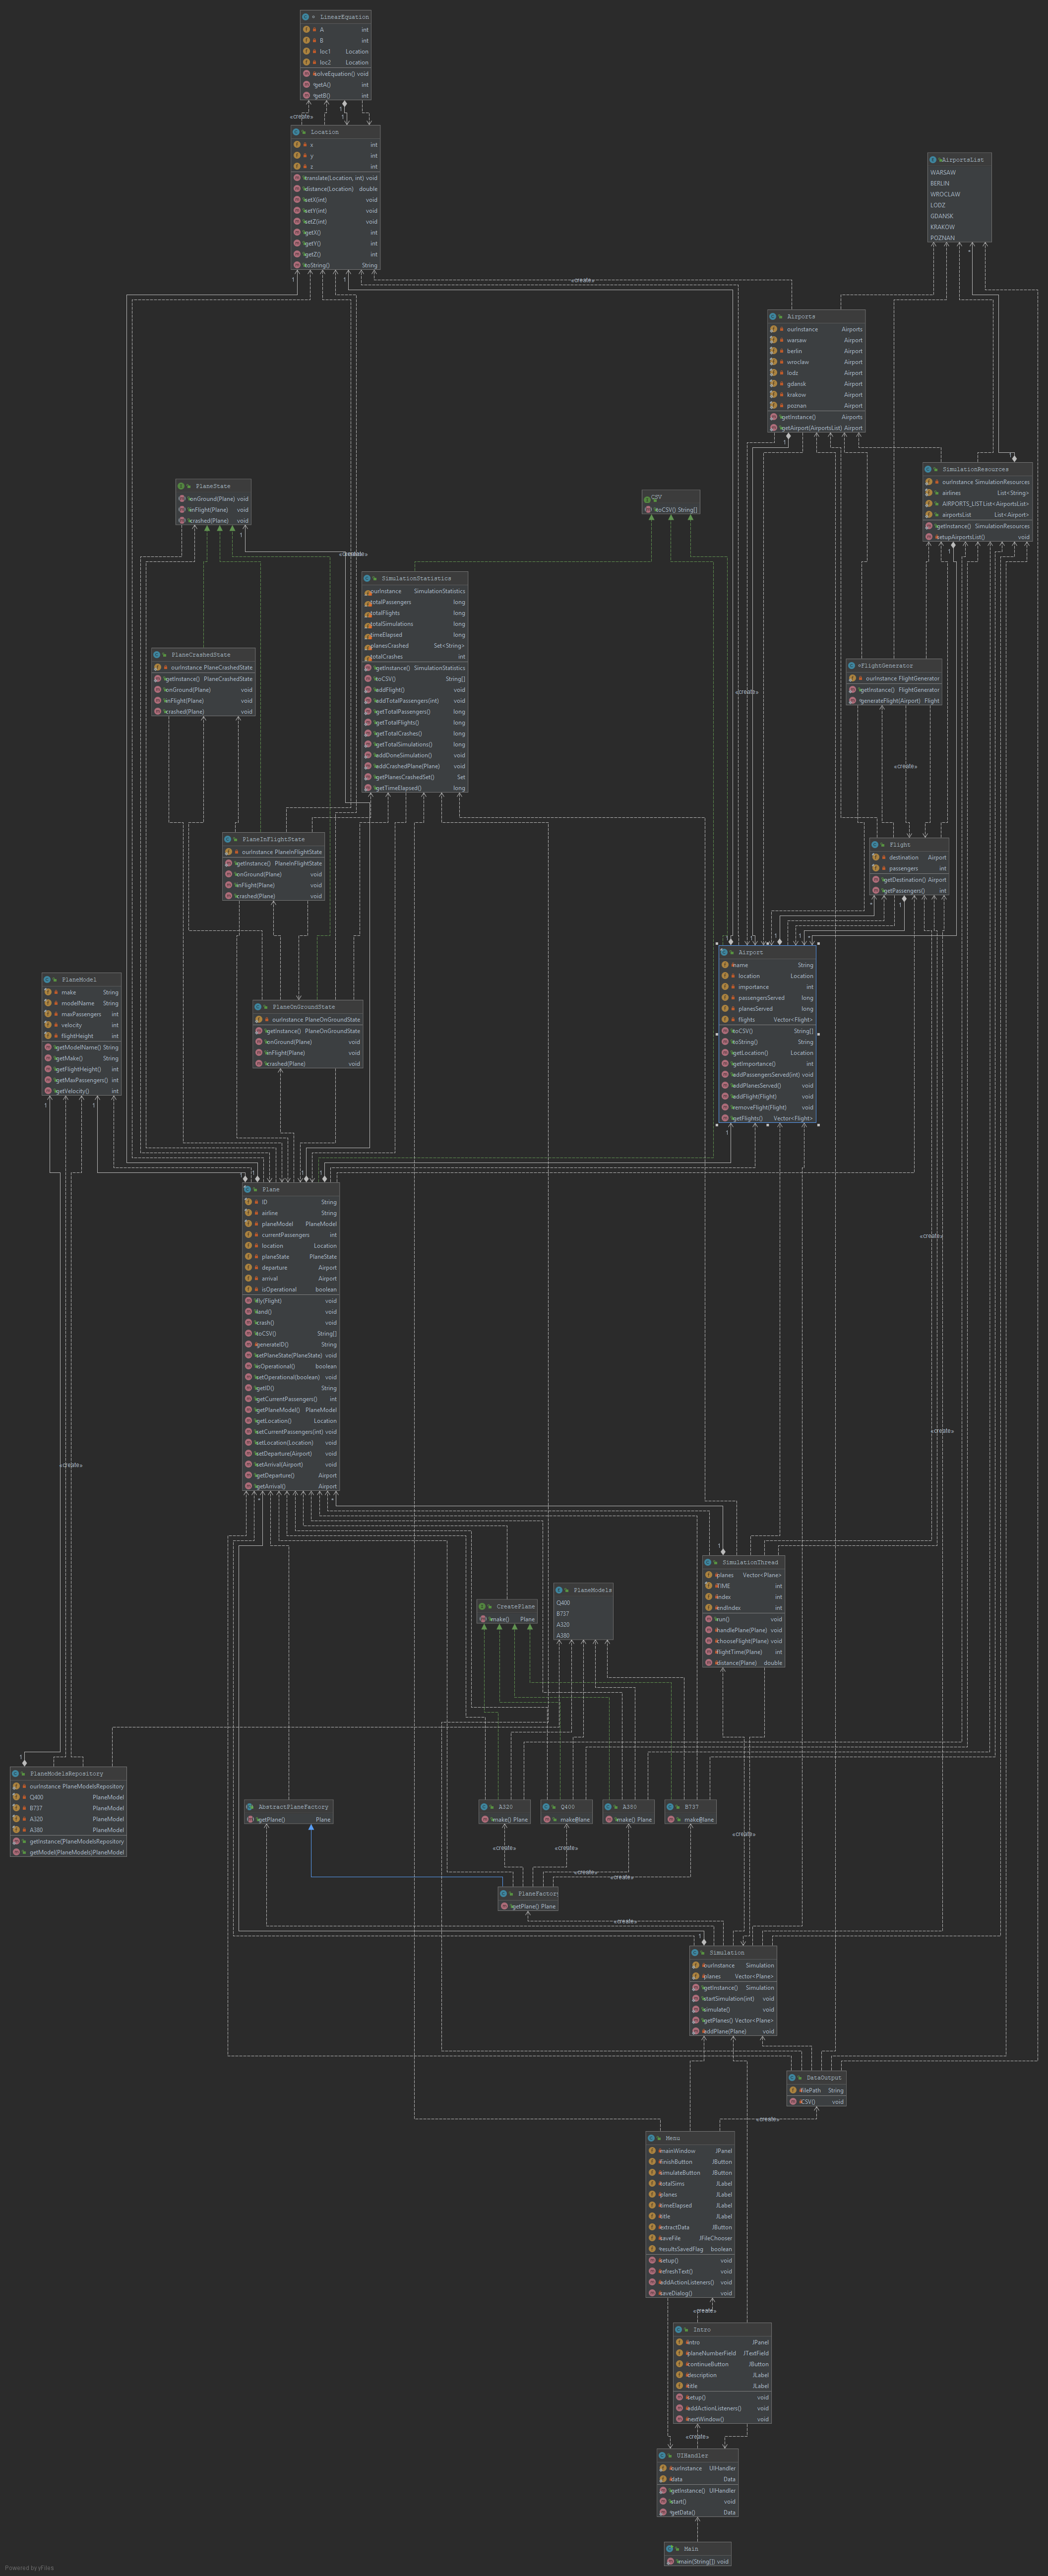 LinearEquation
A int
B int
loc1 Location
loc2 Location
solveEquation() void
getA() int
getB() int
«create»
1
1
Location
x int
y int
z int
translate(Location, int) void
distance(Location) double
setX(int) void
setY(int) void
setZ(int) void
getX() int
getY() int
getZ() int
toString() String
AirportsList
WARSAW
BERLIN
WROCLAW
LODZ
GDANSK
KRAKOW
POZNAN
«create»
Airports
ourInstance Airports
warsaw Airport
berlin Airport
wroclaw Airport
lodz Airport
gdansk Airport
krakow Airport
poznan Airport
getInstance() Airports
getAirport(AirportsList) Airport
SimulationResources
ourInstance SimulationResources
airlines List<String>
AIRPORTS_LIST List<AirportsList>
airportsList List<Airport>
getInstance() SimulationResources
setupAirportsList() void
PlaneState
onGround(Plane) void
inFlight(Plane) void
crashed(Plane) void
CSV
toCSV() String[]
SimulationStatistics
ourInstance SimulationStatistics
totalPassengers long
totalFlights long
totalSimulations long
timeElapsed long
planesCrashed Set<String>
totalCrashes int
getInstance() SimulationStatistics
toCSV() String[]
addFlight() void
addTotalPassengers(int) void
getTotalPassengers() long
getTotalFlights() long
getTotalCrashes() long
getTotalSimulations() long
addDoneSimulation() void
addCrashedPlane(Plane) void
getPlanesCrashedSet() Set
getTimeElapsed() long
PlaneCrashedState
ourInstance PlaneCrashedState
getInstance() PlaneCrashedState
onGround(Plane) void
inFlight(Plane) void
crashed(Plane) void
FlightGenerator
ourInstance FlightGenerator
getInstance() FlightGenerator
generateFlight(Airport) Flight
«create»
«create»
PlaneInFlightState
ourInstance PlaneInFlightState
getInstance() PlaneInFlightState
onGround(Plane) void
inFlight(Plane) void
crashed(Plane) void
Flight
destination Airport
passengers int
getDestination() Airport
getPassengers() int
Airport
name String
location Location
importance int
passengersServed long
planesServed long
flights Vector<Flight>
toCSV() String[]
toString() String
getLocation() Location
getImportance() int
addPassengersServed(int) void
addPlanesServed() void
addFlight(Flight) void
removeFlight(Flight) void
getFlights() Vector<Flight>
PlaneModel
make String
modelName String
maxPassengers int
velocity int
flightHeight int
getModelName() String
getMake() String
getFlightHeight() int
getMaxPassengers() int
getVelocity() int
PlaneOnGroundState
ourInstance PlaneOnGroundState
getInstance() PlaneOnGroundState
onGround(Plane) void
inFlight(Plane) void
crashed(Plane) void
Plane
ID String
airline String
planeModel PlaneModel
currentPassengers int
location Location
planeState PlaneState
departure Airport
arrival Airport
isOperational boolean
fly(Flight) void
land() void
crash() void
toCSV() String[]
generateID() String
setPlaneState(PlaneState) void
isOperational() boolean
setOperational(boolean) void
getID() String
getCurrentPassengers() int
getPlaneModel() PlaneModel
getLocation() Location
setCurrentPassengers(int) void
setLocation(Location) void
setDeparture(Airport) void
setArrival(Airport) void
getDeparture() Airport
getArrival() Airport
«create»
«create»
«create»
SimulationThread
planes Vector<Plane>
TIME int
index int
endIndex int
run() void
handlePlane(Plane) void
chooseFlight(Plane) void
flightTime(Plane) int
distance(Plane) double
PlaneModels
Q400
B737
A320
A380
CreatePlane
make() Plane
PlaneModelsRepository
ourInstance PlaneModelsRepository
Q400 PlaneModel
B737 PlaneModel
A320 PlaneModel
A380 PlaneModel
getInstance() PlaneModelsRepository
getModel(PlaneModels) PlaneModel
AbstractPlaneFactory
getPlane() Plane
A320
make() Plane
Q400
make() Plane
A380
make() Plane
B737
make() Plane
«create»
«create»
«create»
«create»
«create»
PlaneFactory
getPlane() Plane
«create»
Simulation
ourInstance Simulation
planes Vector<Plane>
getInstance() Simulation
startSimulation(int) void
simulate() void
getPlanes() Vector<Plane>
addPlane(Plane) void
DataOutput
filePath String
CSV() void
«create»
Menu
mainWindow JPanel
finishButton JButton
simulateButton JButton
totalSims JLabel
planes JLabel
timeElapsed JLabel
title JLabel
extractData JButton
saveFile JFileChooser
resultsSavedFlag boolean
setup() void
refreshText() void
addActionListeners() void
saveDialog() void
«create»
Intro
intro JPanel
planeNumberField JTextField
continueButton JButton
description JLabel
title JLabel
setup() void
addActionListeners() void
nextWindow() void
«create»
UIHandler
ourInstance UIHandler
data Data
getInstance() UIHandler
start() void
getData() Data
Main
main(String[]) void
Powered by yFiles